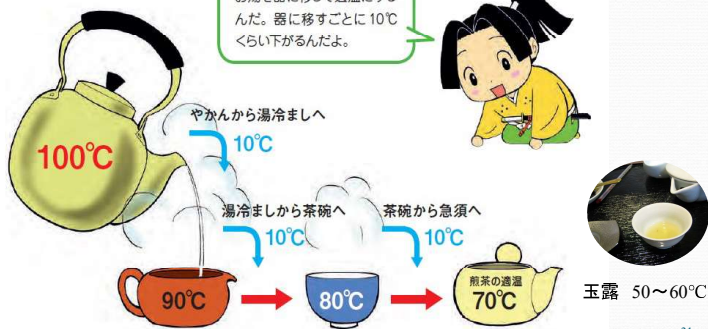 んだ。器に移すごとに10℃
くらい下がるんだよ。
100℃
やかんから湯冷ましへ
10℃
湯冷ましから茶碗へ
10℃
茶碗から急須へ
10℃
90℃
80℃
煎茶の適温
70℃
玉露 50～60℃